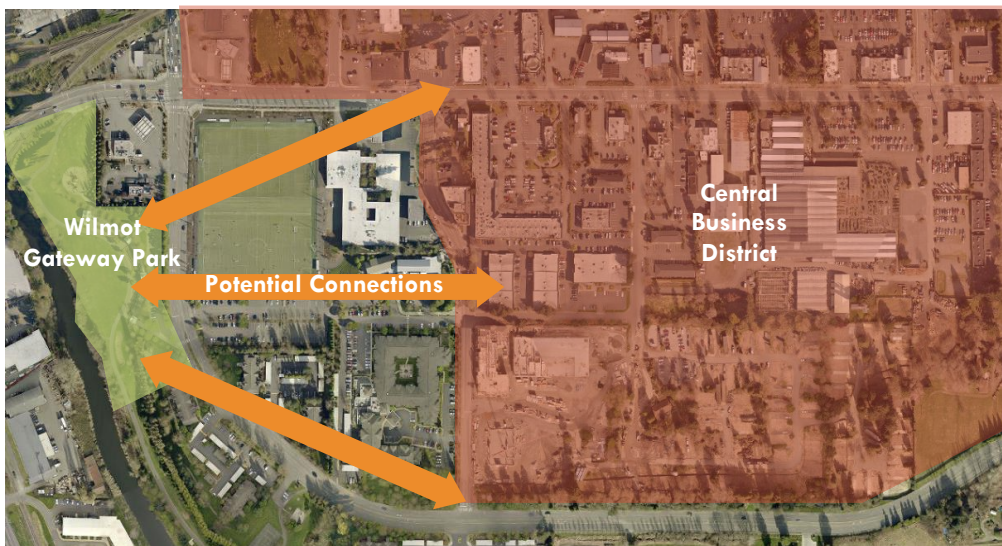 Wilmot
Gateway Park
Potential Connections
Central
Business
District